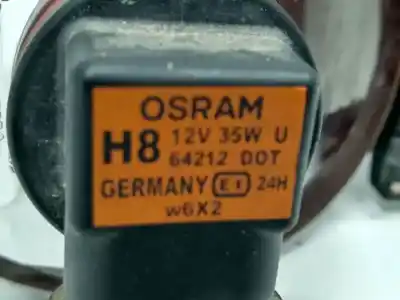 OSRAM
H8 12V 35W U
64212 DOT
GERMANY E1 24H
w6X2